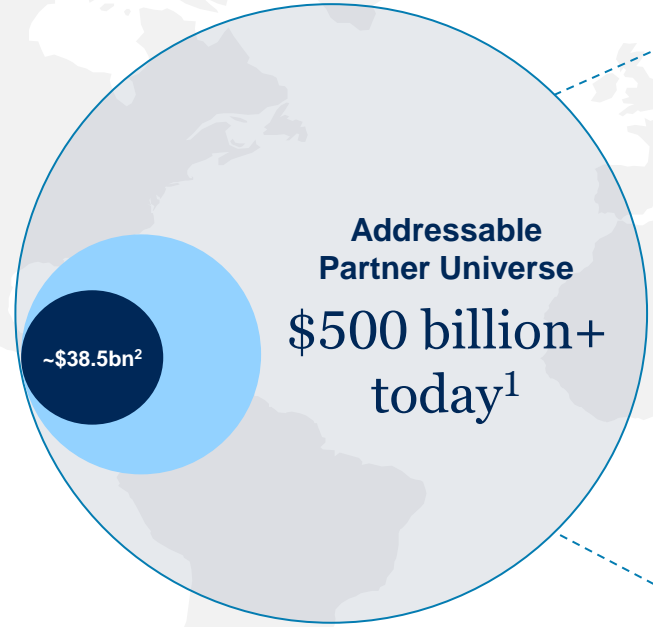 Addressable
Partner Universe
$500 billion+
today¹
~$38.5bn²